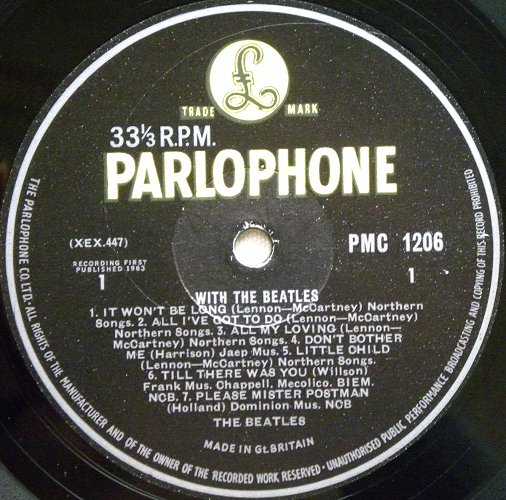 £
TRADE MARK
33⅓ R.P.M.
PARLOPHONE
(XEX.447)
PMC 1206
RECORDING FIRST
PUBLISHED 1963
1
1
WITH THE BEATLES
1. IT WON'T BE LONG (Lennon—McCartney) Northern
Songs. 2. ALL I'VE GOT TO DO (Lennon—McCartney)
Northern Songs. 3. ALL MY LOVING (Lennon—
McCartney) Northern Songs. 4. DON'T BOTHER
ME (Harrison) Jaep Mus. 5. LITTLE CHILD
(Lennon—McCartney) Northern Songs.
6. TILL THERE WAS YOU (Willson)
Frank Mus. Chappell, Mecolico. BIEM.
NCB. 7. PLEASE MISTER POSTMAN
(Holland) Dominion Mus. NCB
THE BEATLES
MADE IN Gt. BRITAIN
THE PARLOPHONE CO. LTD · ALL RIGHTS OF THE MANUFACTURER AND OF THE OWNER OF THE RECORDED WORK RESERVED · UNAUTHORISED PUBLIC PERFORMANCE BROADCASTING AND COPYING OF THIS RECORD PROHIBITED